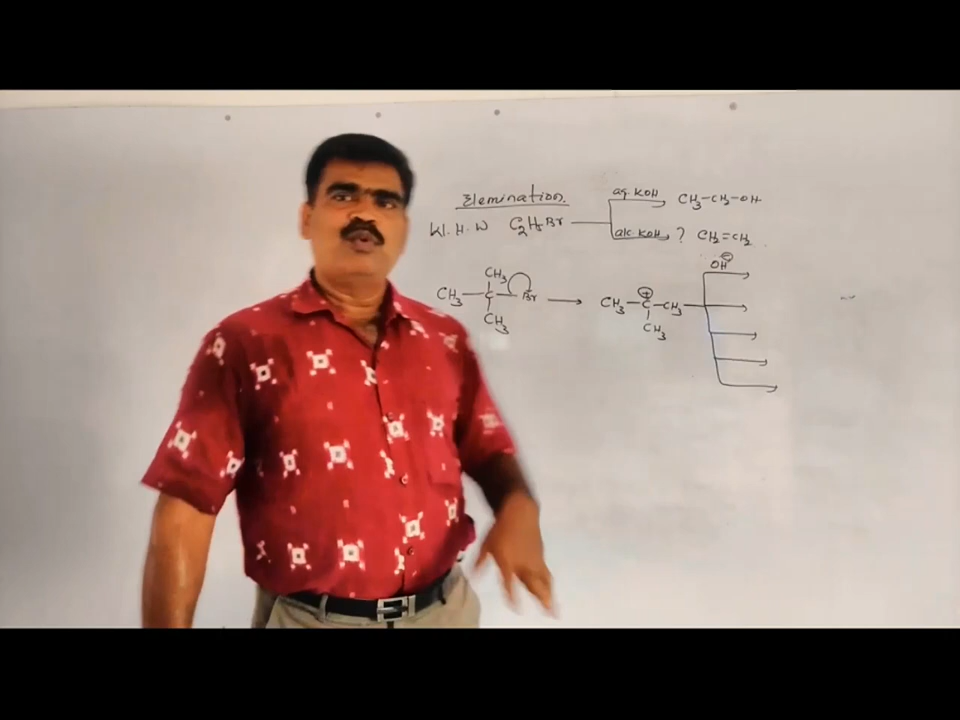 Elemination.
Kl. H. W C₂H₅Br aq. KOH CH₃-CH₂-OH
alc. KOH ? CH₂=CH₂
OH⊖
CH₃ CH₃-C-Br → CH₃-C⊕-CH₃
CH₃ CH₃